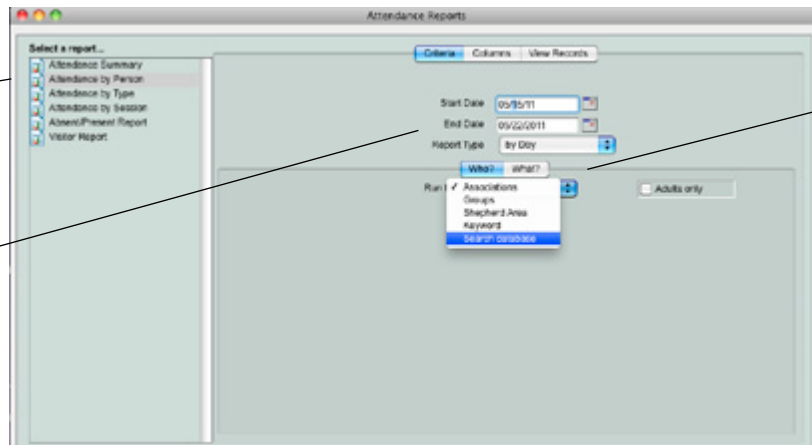 Attendance Reports
Select a report...
Attendance Summary
Attendance by Person
Attendance by Type
Attendance by Session
Absent/Present Report
Visitor Report
Criteria Columns View Records
Start Date 05/15/11
End Date 05/22/2011
Report Type by Day
Who? What?
Run
✓ Associations
Groups
Shepherd Area
Keyword
Search database
Adults only